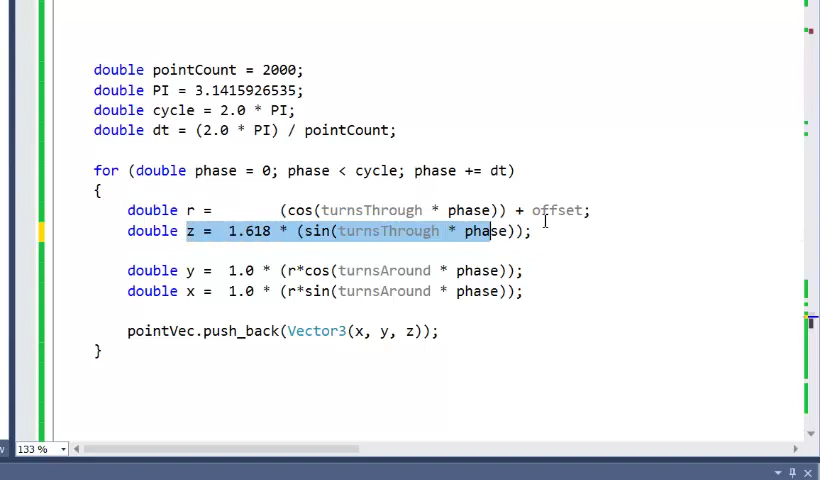 double pointCount = 2000;
double PI = 3.1415926535;
double cycle = 2.0 * PI;
double dt = (2.0 * PI) / pointCount;
for (double phase = 0; phase < cycle; phase += dt)
{
double r = (cos(turnsThrough * phase)) + offset;
double z = 1.618 * (sin(turnsThrough * phase));
double y = 1.0 * (r*cos(turnsAround * phase));
double x = 1.0 * (r*sin(turnsAround * phase));
pointVec.push_back(Vector3(x, y, z));
}
133 %